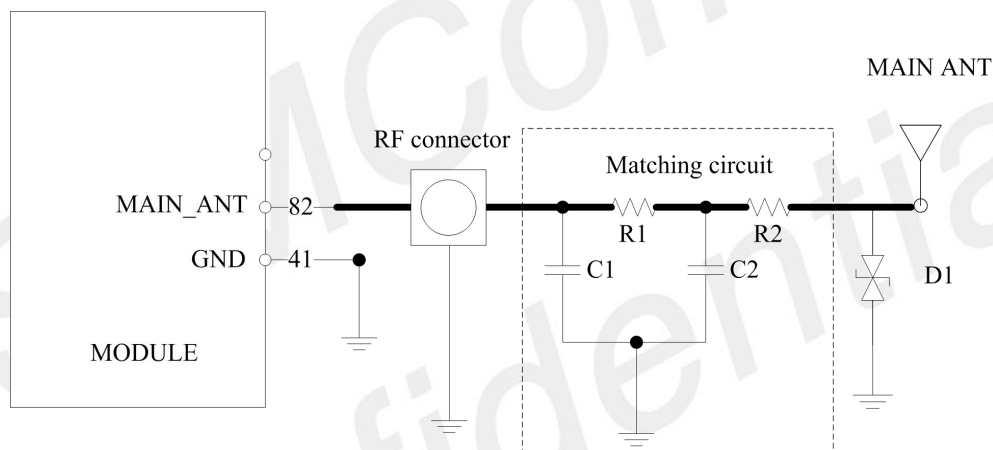 MAIN ANT
RF connector
Matching circuit
MAIN_ANT 82
R1 R2
GND 41
C1 C2 D1
MODULE